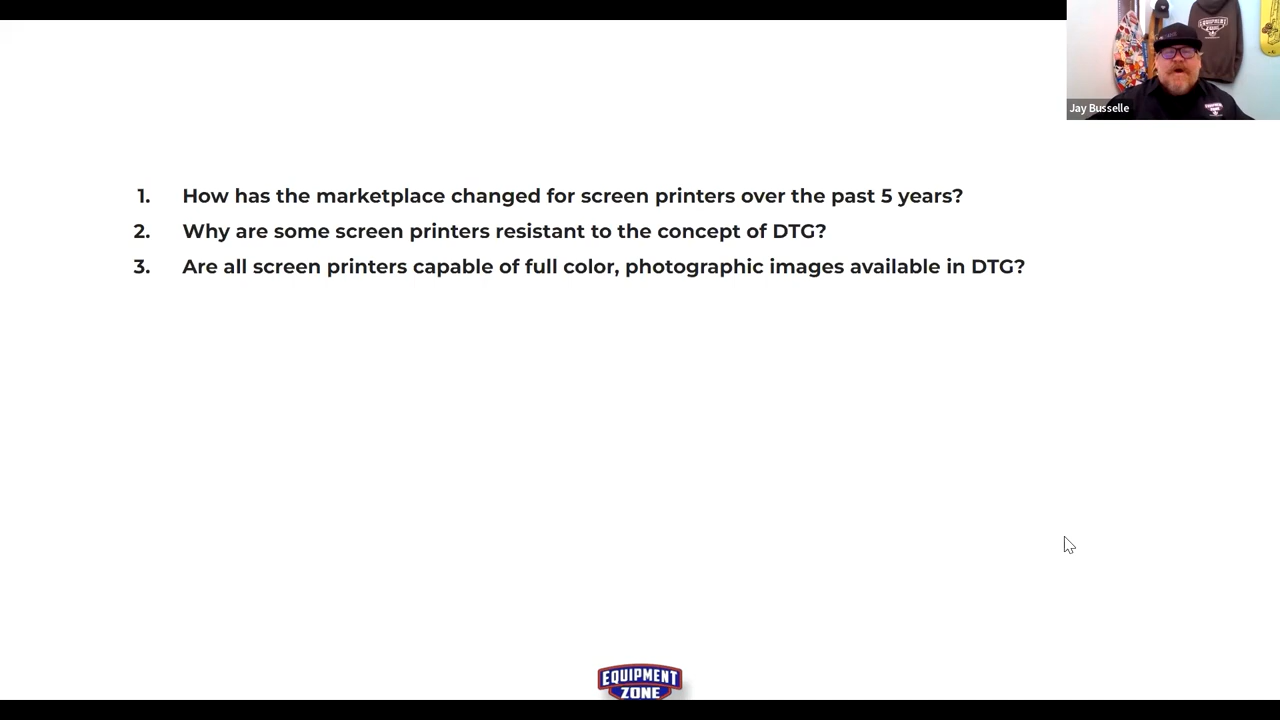 EQUIPMENT
ZONE
Jay Busselle
1. How has the marketplace changed for screen printers over the past 5 years?
2. Why are some screen printers resistant to the concept of DTG?
3. Are all screen printers capable of full color, photographic images available in DTG?
EQUIPMENT
ZONE